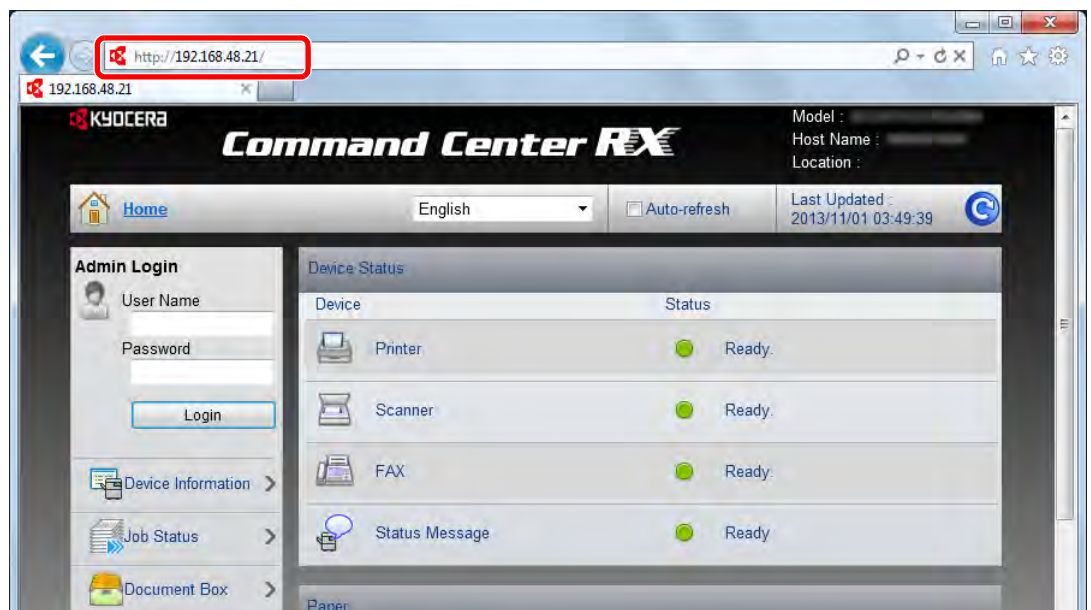 http://192.168.48.21/
192.168.48.21
KYOCERA
Command Center RX
Model :
Host Name :
Location :
Home
English
Auto-refresh
Last Updated :
2013/11/01 03:49:39
Admin Login
User Name
Password
Login
Device Information
Job Status
Document Box
Device Status
Device Status
Printer Ready.
Scanner Ready.
FAX Ready.
Status Message Ready
Paper